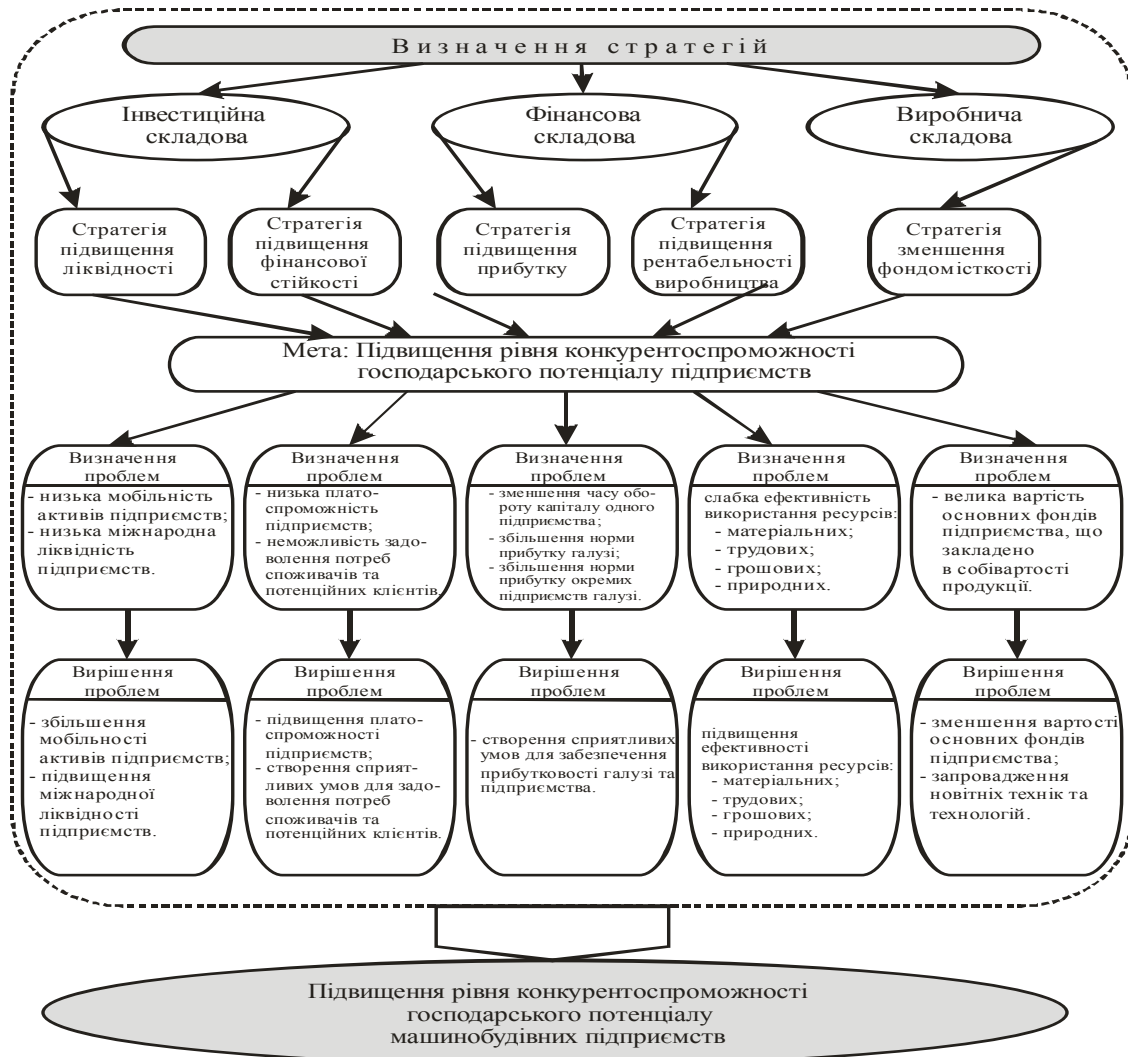 Визначення стратегій
Інвестиційна
складова
Фінансова
складова
Виробнича
складова
Стратегія
підвищення
ліквідності
Стратегія
підвищення
фінансової
стійкості
Стратегія
підвищення
прибутку
Стратегія
підвищення
рентабельності
виробництва
Стратегія
зменшення
фондомісткості
Мета: Підвищення рівня конкурентоспроможності
господарського потенціалу підприємств
Визначення
проблем
- низька мобільність
активів підприємств;
- низька міжнародна
ліквідність
підприємств.
Визначення
проблем
- низька плато-
спроможність
підприємств;
- неможливість задо-
волення потреб
споживачів та
потенційних клієнтів.
Визначення
проблем
- зменшення часу обо-
роту капіталу одного
підприємства;
- збільшення норми
прибутку галузі;
- збільшення норми
прибутку окремих
підприємств галузі.
Визначення
проблем
слабка ефективність
використання ресурсів:
- матеріальних;
- трудових;
- грошових;
- природних.
Визначення
проблем
- велика вартість
основних фондів
підприємства, що
закладено
в собівартості
продукції.
Вирішення
проблем
- збільшення
мобільності
активів підприємств;
- підвищення
міжнародної
ліквідності
підприємств.
Вирішення
проблем
- підвищення плато-
спроможності
підприємств;
- створення сприят-
ливих умов для задо-
волення потреб
споживачів та
потенційних клієнтів.
Вирішення
проблем
- створення сприятливих
умов для забезпечення
прибутковості галузі та
підприємства.
Вирішення
проблем
підвищення
ефективності
використання ресурсів:
- матеріальних;
- трудових;
- грошових;
- природних.
Вирішення
проблем
- зменшення вартості
основних фондів
підприємства;
- запровадження
новітніх технік та
технологій.
Підвищення рівня конкурентоспроможності
господарського потенціалу
машинобудівних підприємств